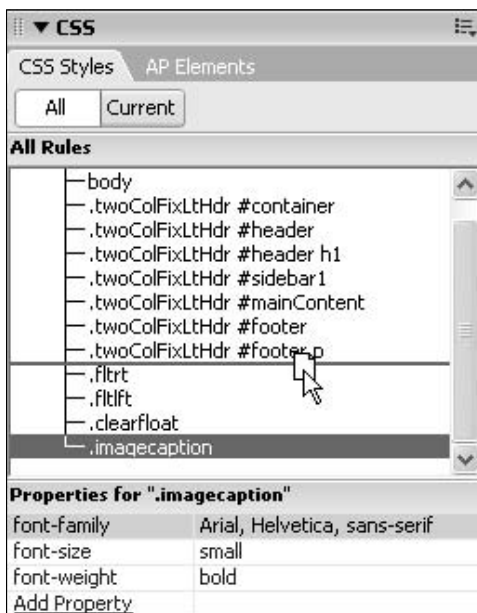 CSS
CSS Styles AP Elements
All Current
All Rules
body
.twoColFixLtHdr #container
.twoColFixLtHdr #header
.twoColFixLtHdr #header h1
.twoColFixLtHdr #sidebar1
.twoColFixLtHdr #mainContent
.twoColFixLtHdr #footer
.twoColFixLtHdr #footer p
.fltrt
.fltlft
.clearfloat
.imagecaption
Properties for ".imagecaption"
font-family Arial, Helvetica, sans-serif
font-size small
font-weight bold
Add Property